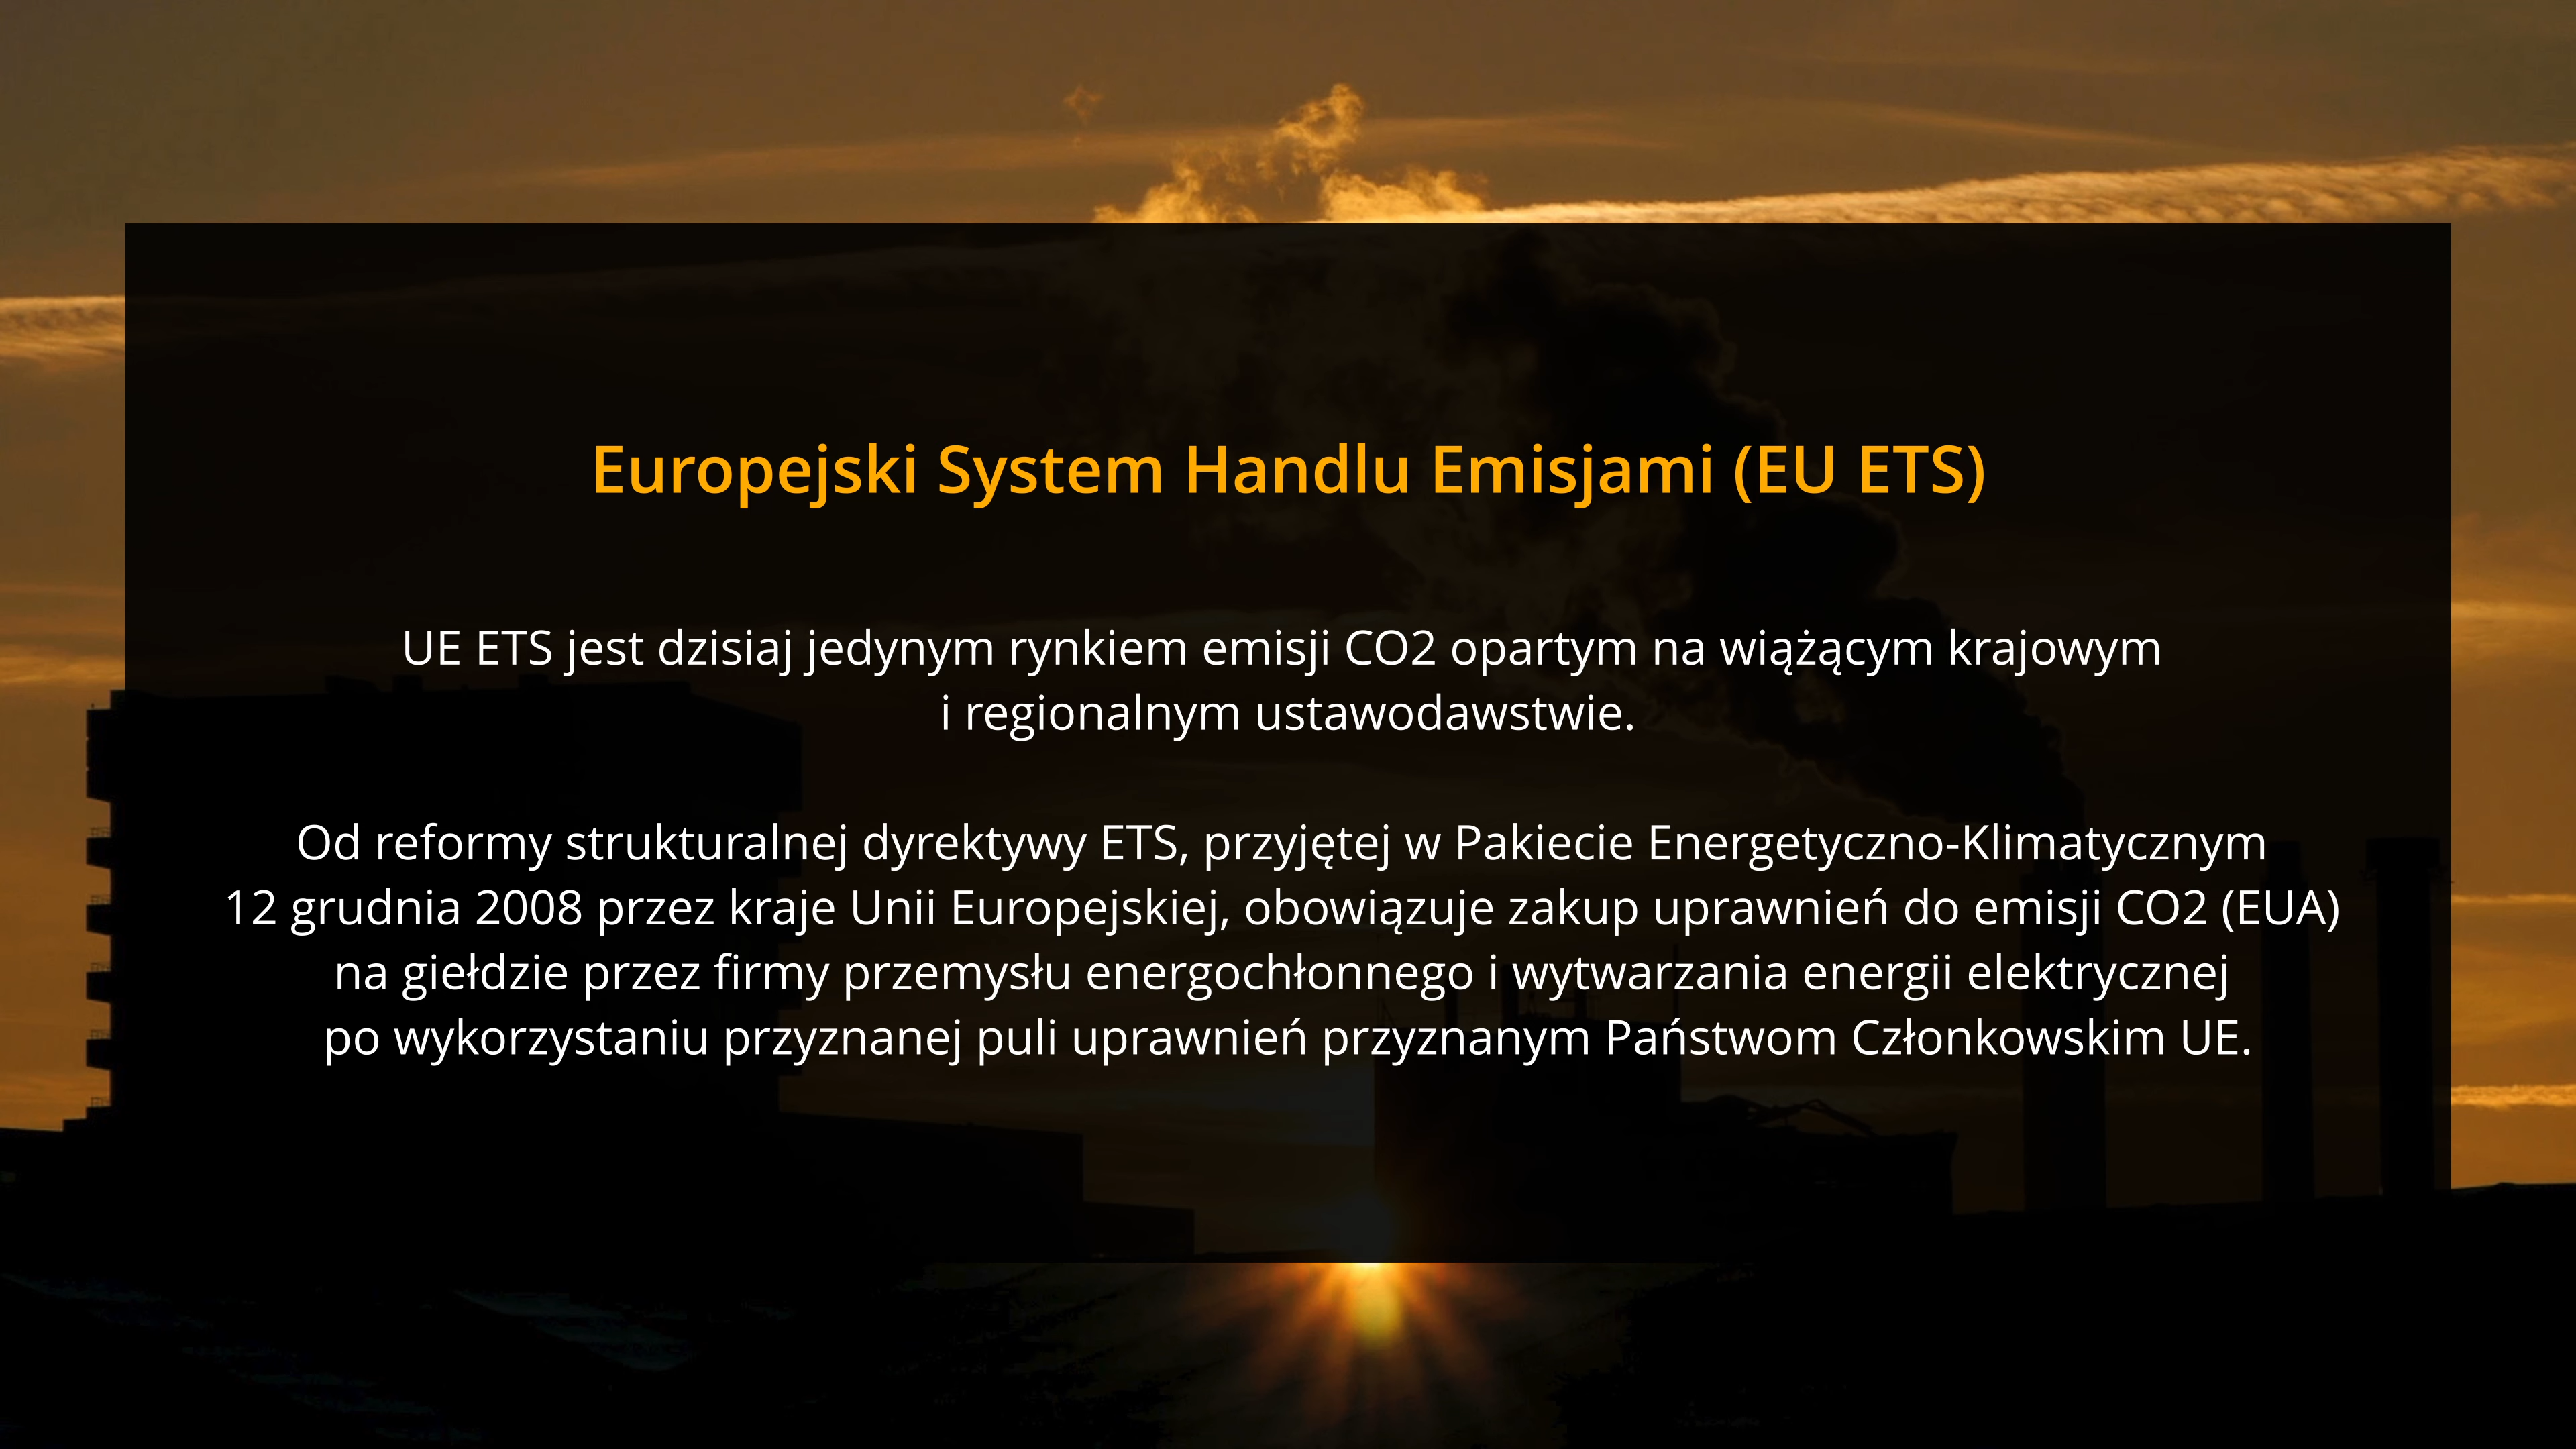 Europejski System Handlu Emisjami (EU ETS)
UE ETS jest dzisiaj jedynym rynkiem emisji CO2 opartym na wiążącym krajowym
i regionalnym ustawodawstwie.
Od reformy strukturalnej dyrektywy ETS, przyjętej w Pakiecie Energetyczno-Klimatycznym
12 grudnia 2008 przez kraje Unii Europejskiej, obowiązuje zakup uprawnień do emisji CO2 (EUA)
na giełdzie przez firmy przemysłu energochłonnego i wytwarzania energii elektrycznej
po wykorzystaniu przyznanej puli uprawnień przyznanym Państwom Członkowskim UE.